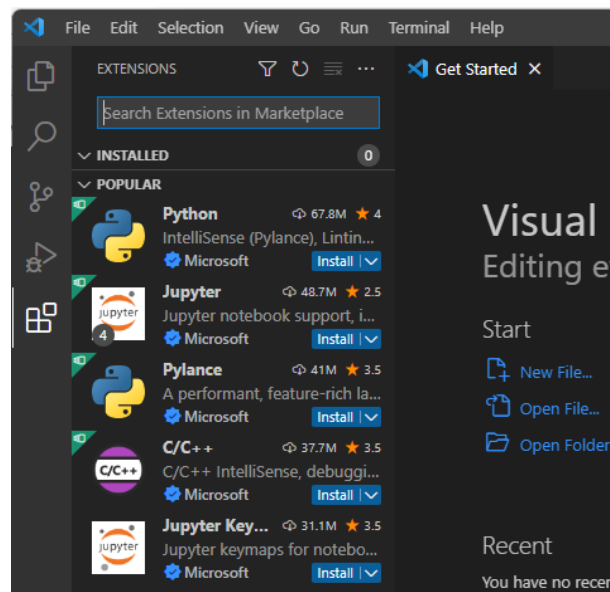 File Edit Selection View Go Run Terminal Help
EXTENSIONS
Get Started
Search Extensions in Marketplace
INSTALLED 0
POPULAR
Python 67.8M 4
IntelliSense (Pylance), Lintin...
Microsoft Install
Jupyter 48.7M 2.5
jupyter
Jupyter notebook support, i...
4
Microsoft Install
Pylance 41M 3.5
A performant, feature-rich la...
Microsoft Install
C/C++ 37.7M 3.5
C/C++
C/C++ IntelliSense, debuggi...
Microsoft Install
Jupyter Key... 31.1M 3.5
jupyter
Jupyter keymaps for notebo...
Microsoft Install
Visual
Editing e
Start
New File...
Open File...
Open Folder
Recent
You have no recen